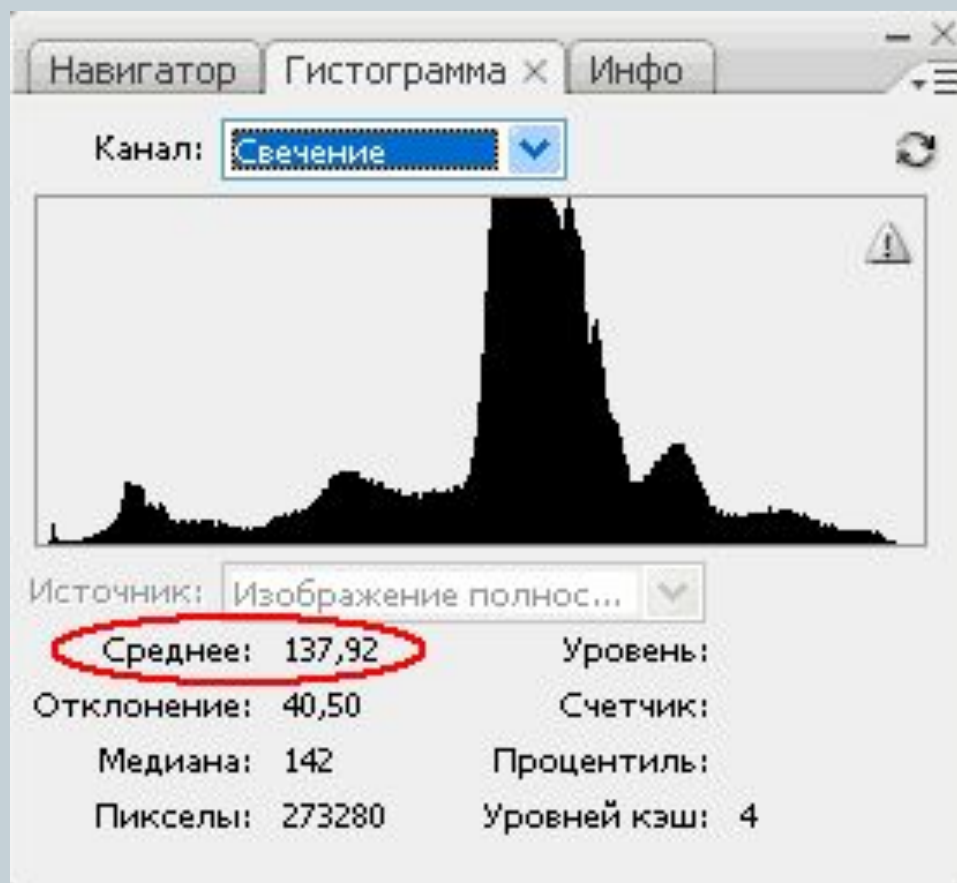 Навигатор Гистограмма × Инфо
Канал: Свечение
Источник: Изображение полнос...
Среднее: 137,92 Уровень:
Отклонение: 40,50 Счетчик:
Медиана: 142 Процентиль:
Пикселы: 273280 Уровней кэш: 4